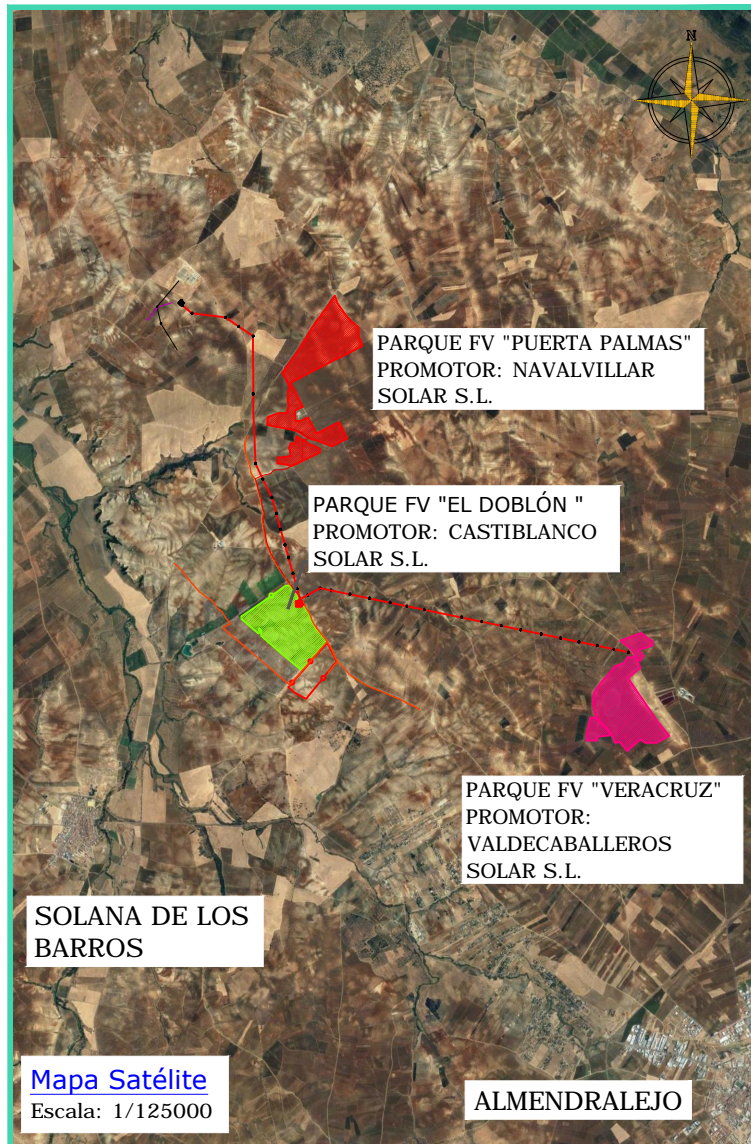 N
PARQUE FV "PUERTA PALMAS"
PROMOTOR: NAVALVILLAR
SOLAR S.L.
PARQUE FV "EL DOBLÓN "
PROMOTOR: CASTIBLANCO
SOLAR S.L.
PARQUE FV "VERACRUZ"
PROMOTOR:
VALDECABALLEROS
SOLAR S.L.
SOLANA DE LOS
BARROS
Mapa Satélite
Escala: 1/125000
ALMENDRALEJO